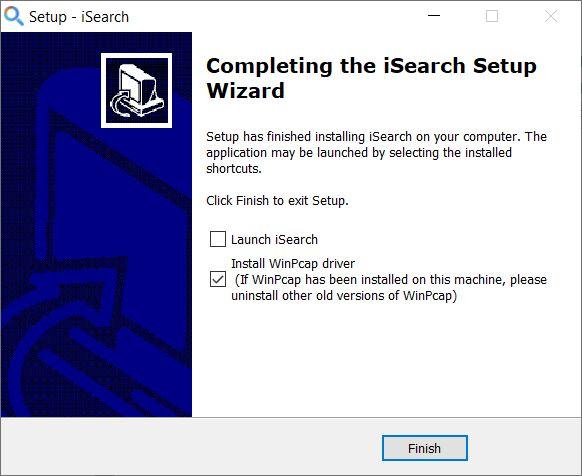 Setup - iSearch
Completing the iSearch Setup
Wizard
Setup has finished installing iSearch on your computer. The
application may be launched by selecting the installed
shortcuts.
Click Finish to exit Setup.
Launch iSearch
Install WinPcap driver
(If WinPcap has been installed on this machine, please
uninstall other old versions of WinPcap)
Finish